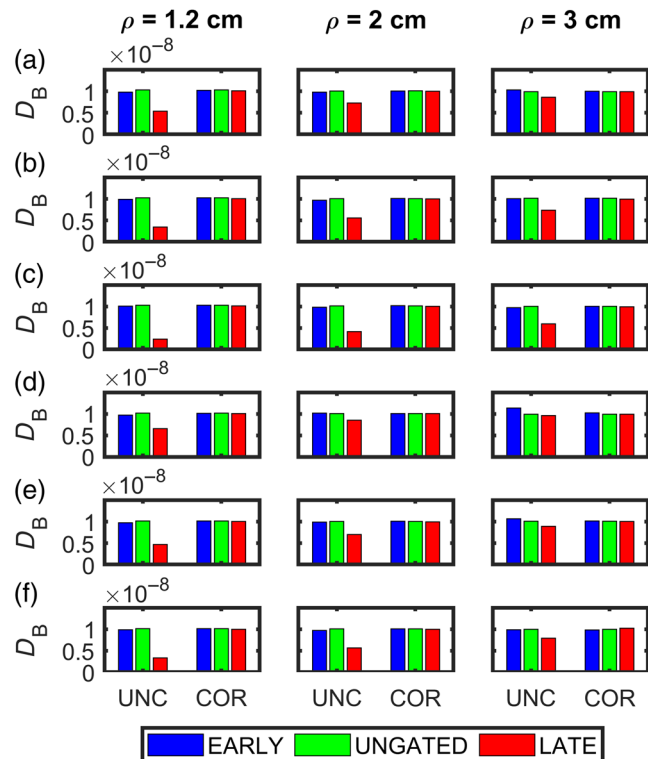 ρ = 1.2 cm ρ = 2 cm ρ = 3 cm
(a) ×10⁻⁸
D_B 1 0.5 0
(b) ×10⁻⁸
D_B 1 0.5 0
(c) ×10⁻⁸
D_B 1 0.5 0
(d) ×10⁻⁸
D_B 1 0.5 0
(e) ×10⁻⁸
D_B 1 0.5 0
(f) ×10⁻⁸
D_B 1 0.5 0
UNC COR UNC COR UNC COR
EARLY UNGATED LATE